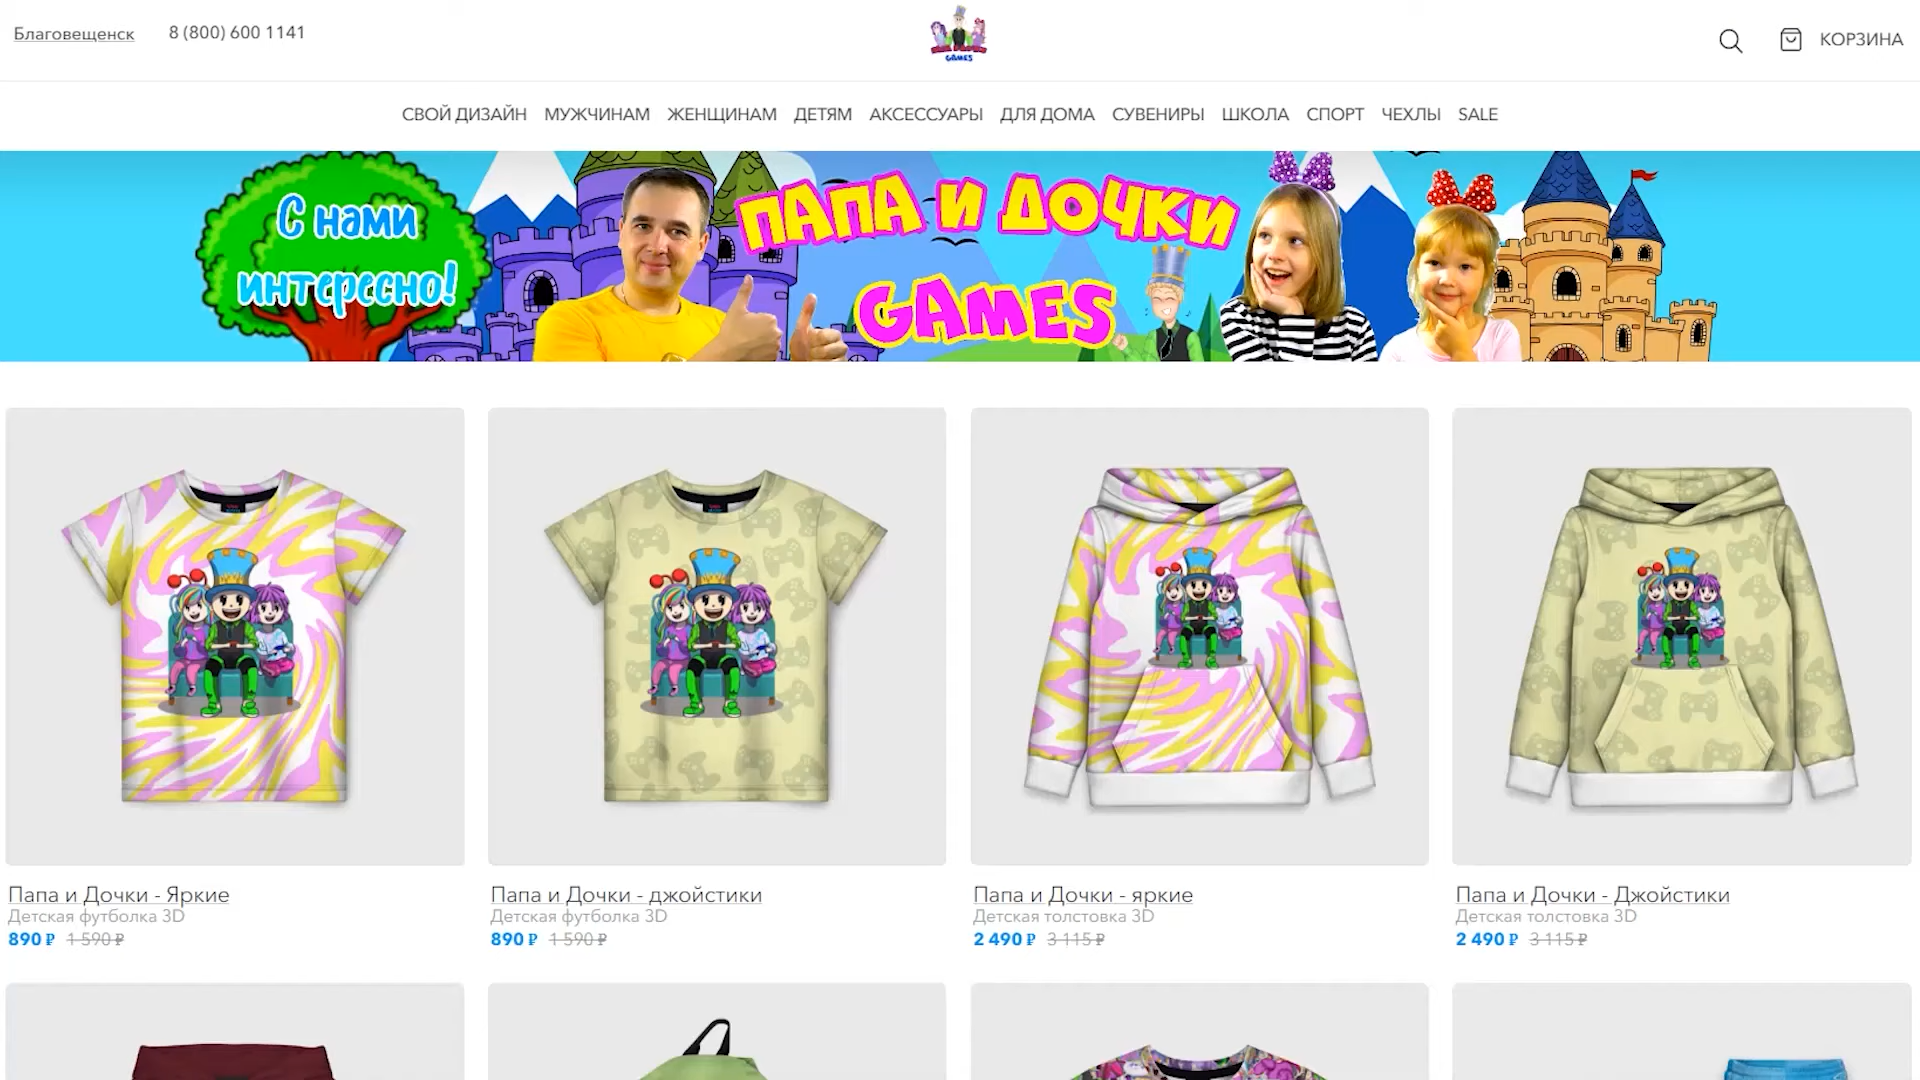 Благовещенск 8 (800) 600 1141
GAMES
КОРЗИНА
СВОЙ ДИЗАЙН МУЖЧИНАМ ЖЕНЩИНАМ ДЕТЯМ АКСЕССУАРЫ ДЛЯ ДОМА СУВЕНИРЫ ШКОЛА СПОРТ ЧЕХЛЫ SALE
С нами
интересно!
ПАПА И ДОЧКИ
GAMES
Папа и Дочки - Яркие
Детская футболка 3D
890 ₽ 1 590 ₽
Папа и Дочки - джойстики
Детская футболка 3D
890 ₽ 1 590 ₽
Папа и Дочки - яркие
Детская толстовка 3D
2 490 ₽ 3 115 ₽
Папа и Дочки - Джойстики
Детская толстовка 3D
2 490 ₽ 3 115 ₽